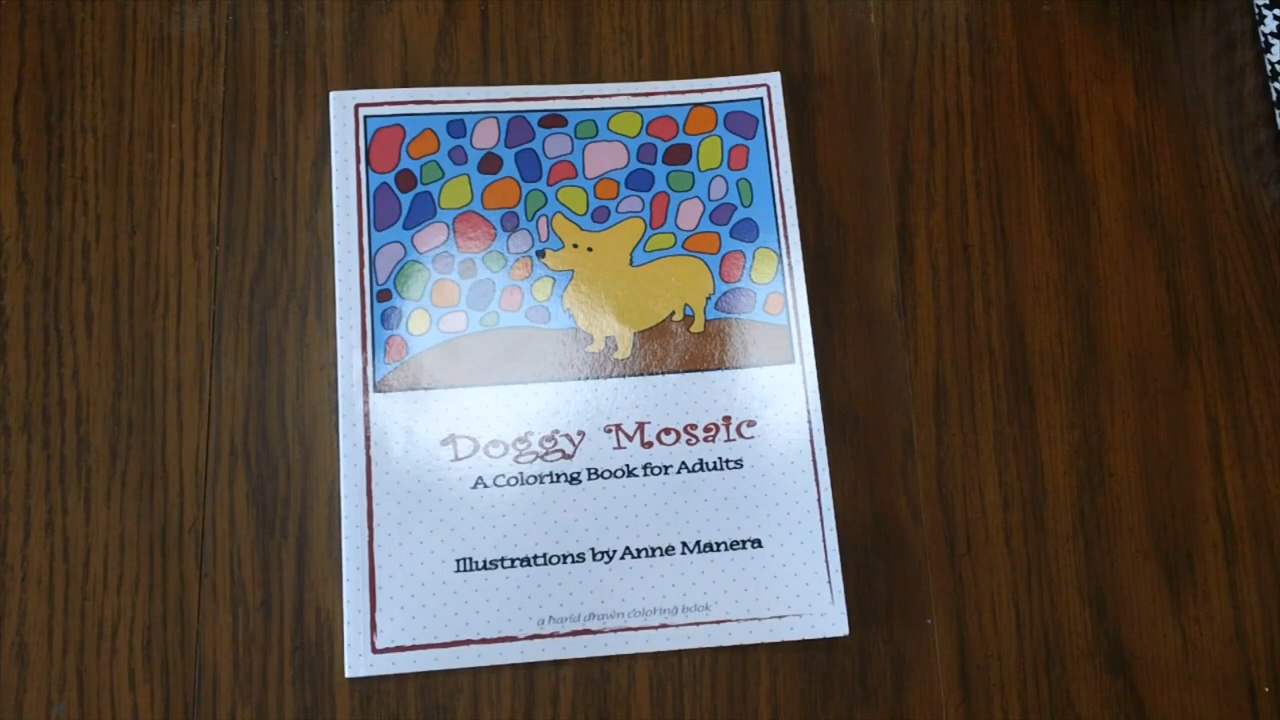 Doggy Mosaic
A Coloring Book for Adults
Illustrations by Anne Manera
a hand drawn coloring book